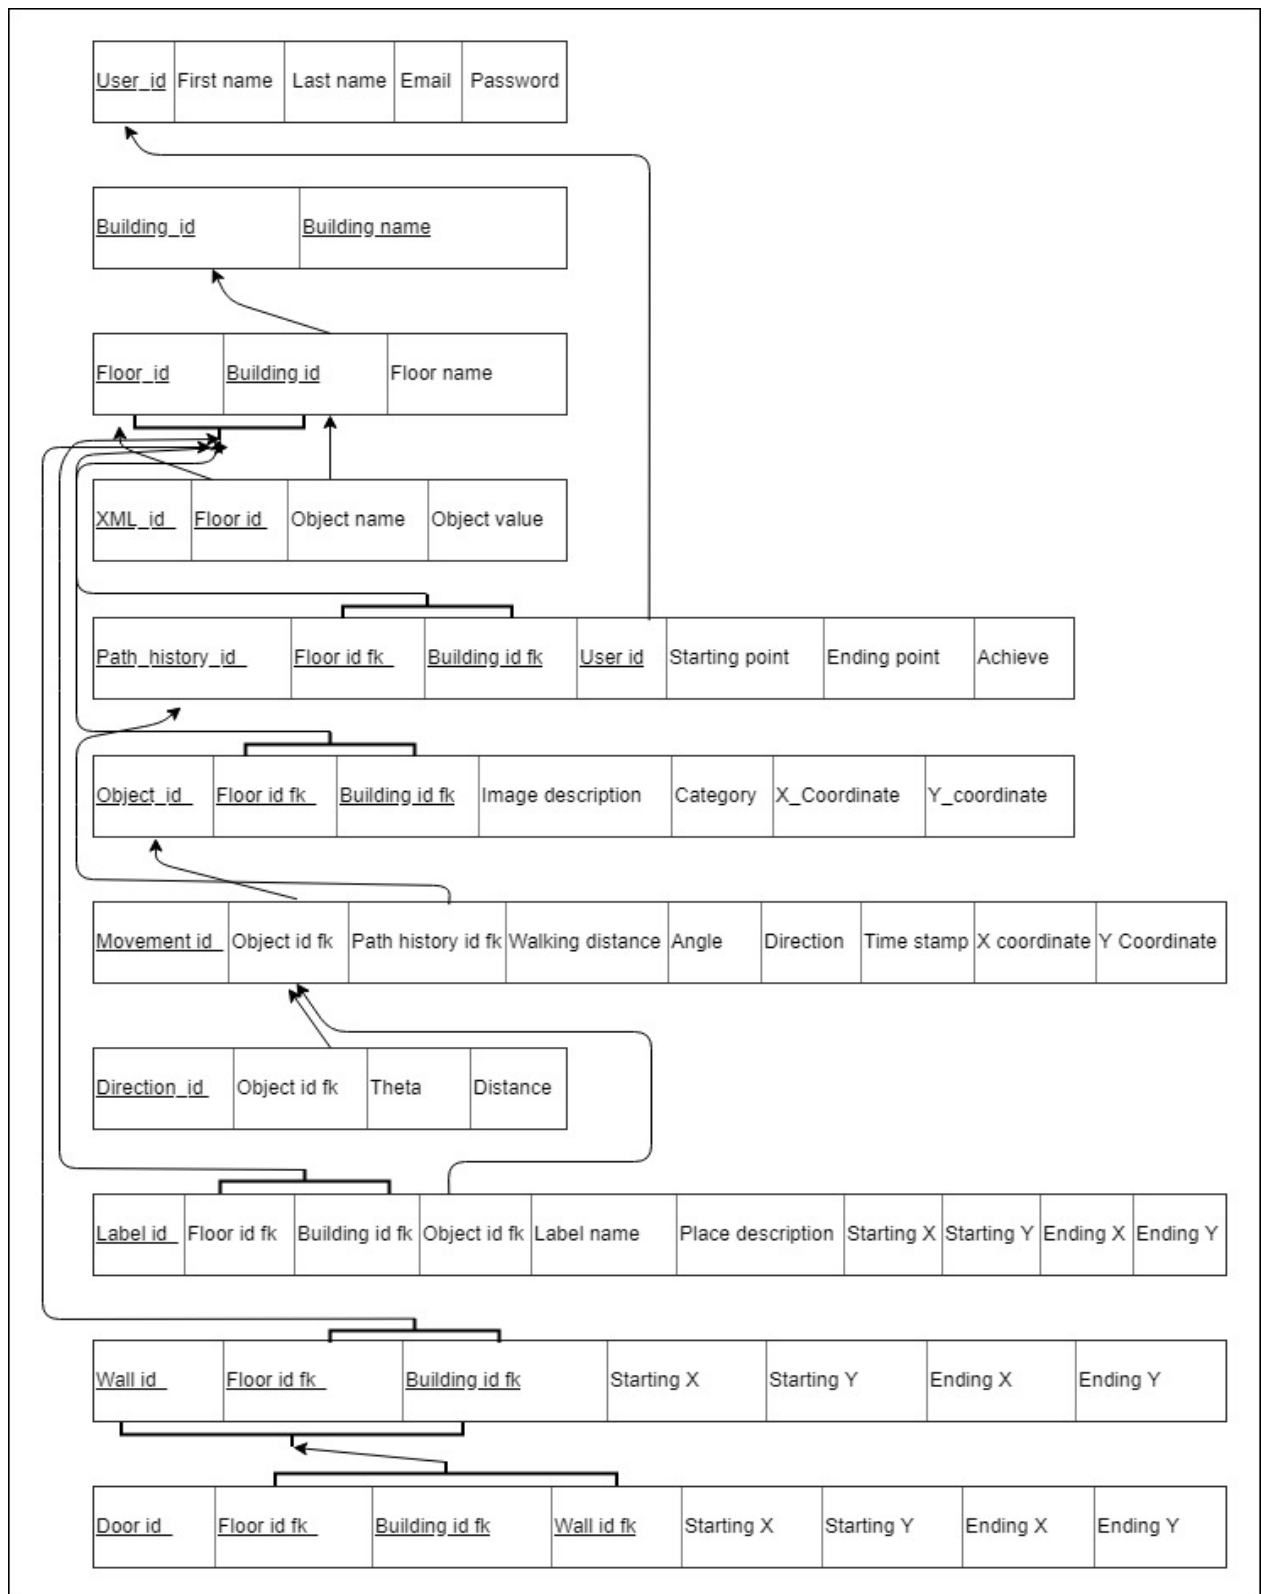 User_id First name Last name Email Password
Building_id Building name
Floor_id Building id Floor name
XML_id Floor id Object name Object value
Path_history_id Floor id fk Building id fk User id Starting point Ending point Achieve
Object_id Floor id fk Building id fk Image description Category X_Coordinate Y_coordinate
Movement id Object id fk Path history id fk Walking distance Angle Direction Time stamp X coordinate Y Coordinate
Direction_id Object id fk Theta Distance
Label id Floor id fk Building id fk Object id fk Label name Place description Starting X Starting Y Ending X Ending Y
Wall id Floor id fk Building id fk Starting X Starting Y Ending X Ending Y
Door id Floor id fk Building id fk Wall id fk Starting X Starting Y Ending X Ending Y